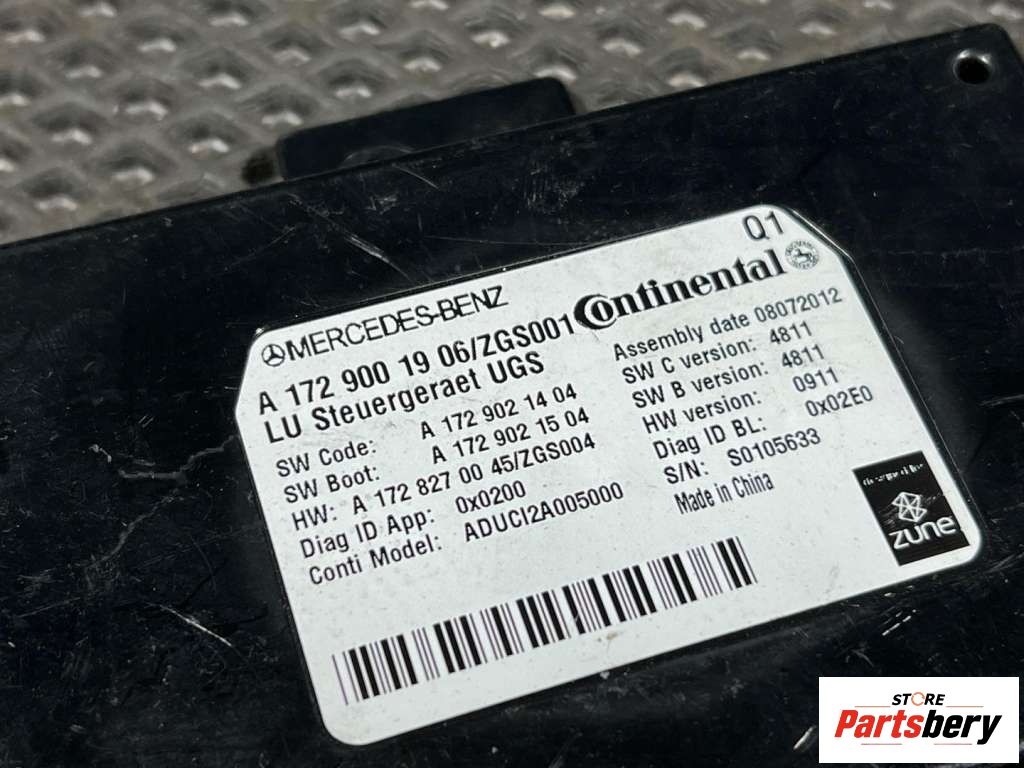 Q1
MERCEDES-BENZ
Continental
A 172 900 19 06/ZGS001
LU Steuergeraet UGS
SW Code: A 172 902 14 04
SW Boot: A 172 902 15 04
HW: A 172 827 00 45/ZGS004
Diag ID App: 0x0200
Conti Model: ADUCI2A005000
Assembly date 08072012
SW C version: 4811
SW B version: 4811
HW version: 0911
Diag ID BL: 0x02E0
S/N: S0105633
Made in China
zune
STORE
Partsbery